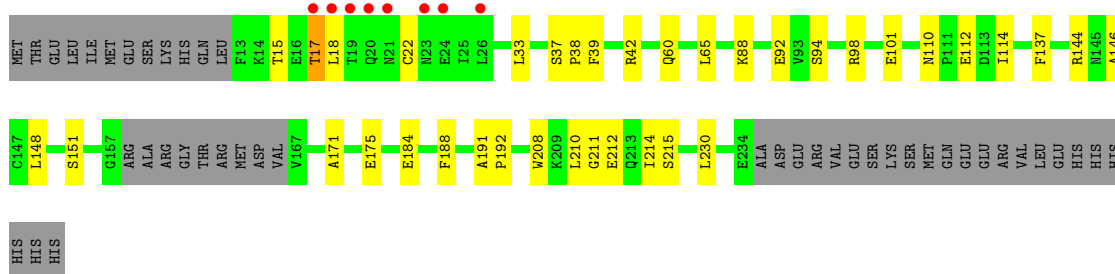 MET THR GLU LEU ILE MET GLU SER LYS HIS GLN LEU F13 K14 T15 E16 T17 L18 T19 Q20 N21 C22 N23 E24 I25 L26 L33 S37 P38 F39 R42 Q60 L65 K88 E92 V93 S94 R98 E101 N110 P111 E112 D113 I114 F137 R144 N145 A146
C147 L148 S151 G157 ARG ALA ARG GLY THR ARG MET ASP VAL V167 A171 E175 E184 F188 A191 P192 W208 K209 L210 G211 E212 Q213 I214 S215 L230 E234 ALA ASP GLU ARG VAL GLU SER LYS SER MET GLN GLU GLU ARG VAL LEU GLU HIS HIS HIS
HIS HIS HIS